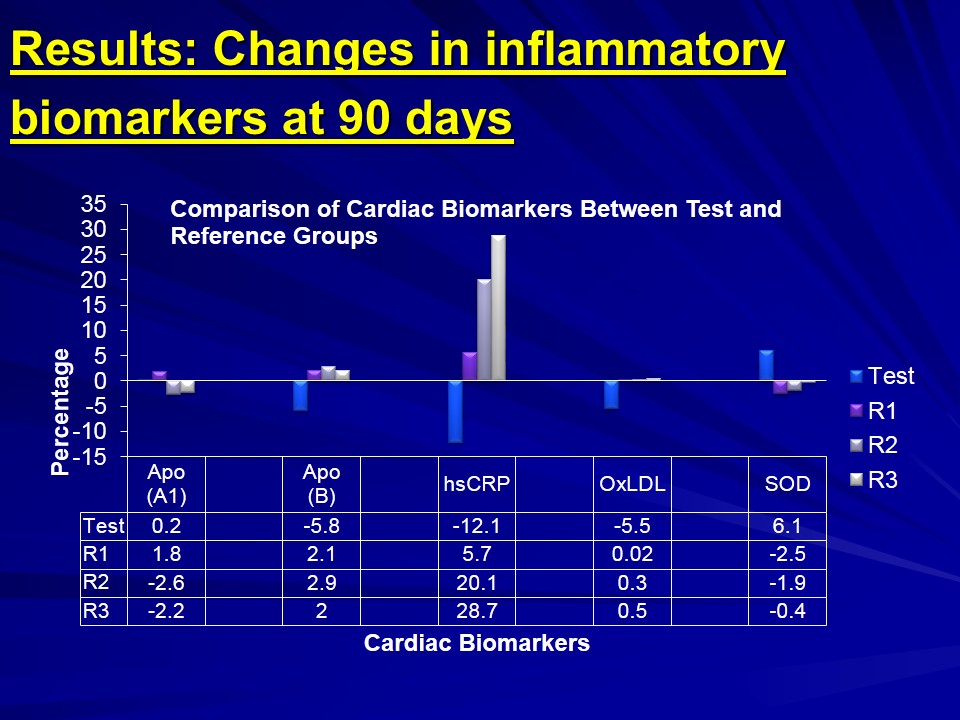 Results: Changes in inflammatory
biomarkers at 90 days
Comparison of Cardiac Biomarkers Between Test and
Reference Groups
35
30
25
20
15
10
5
0
-5
-10
-15
Percentage
Test
R1
R2
R3
Apo (A1) Apo (B) hsCRP OxLDL SOD
Test 0.2 -5.8 -12.1 -5.5 6.1
R1 1.8 2.1 5.7 0.02 -2.5
R2 -2.6 2.9 20.1 0.3 -1.9
R3 -2.2 2 28.7 0.5 -0.4
Cardiac Biomarkers